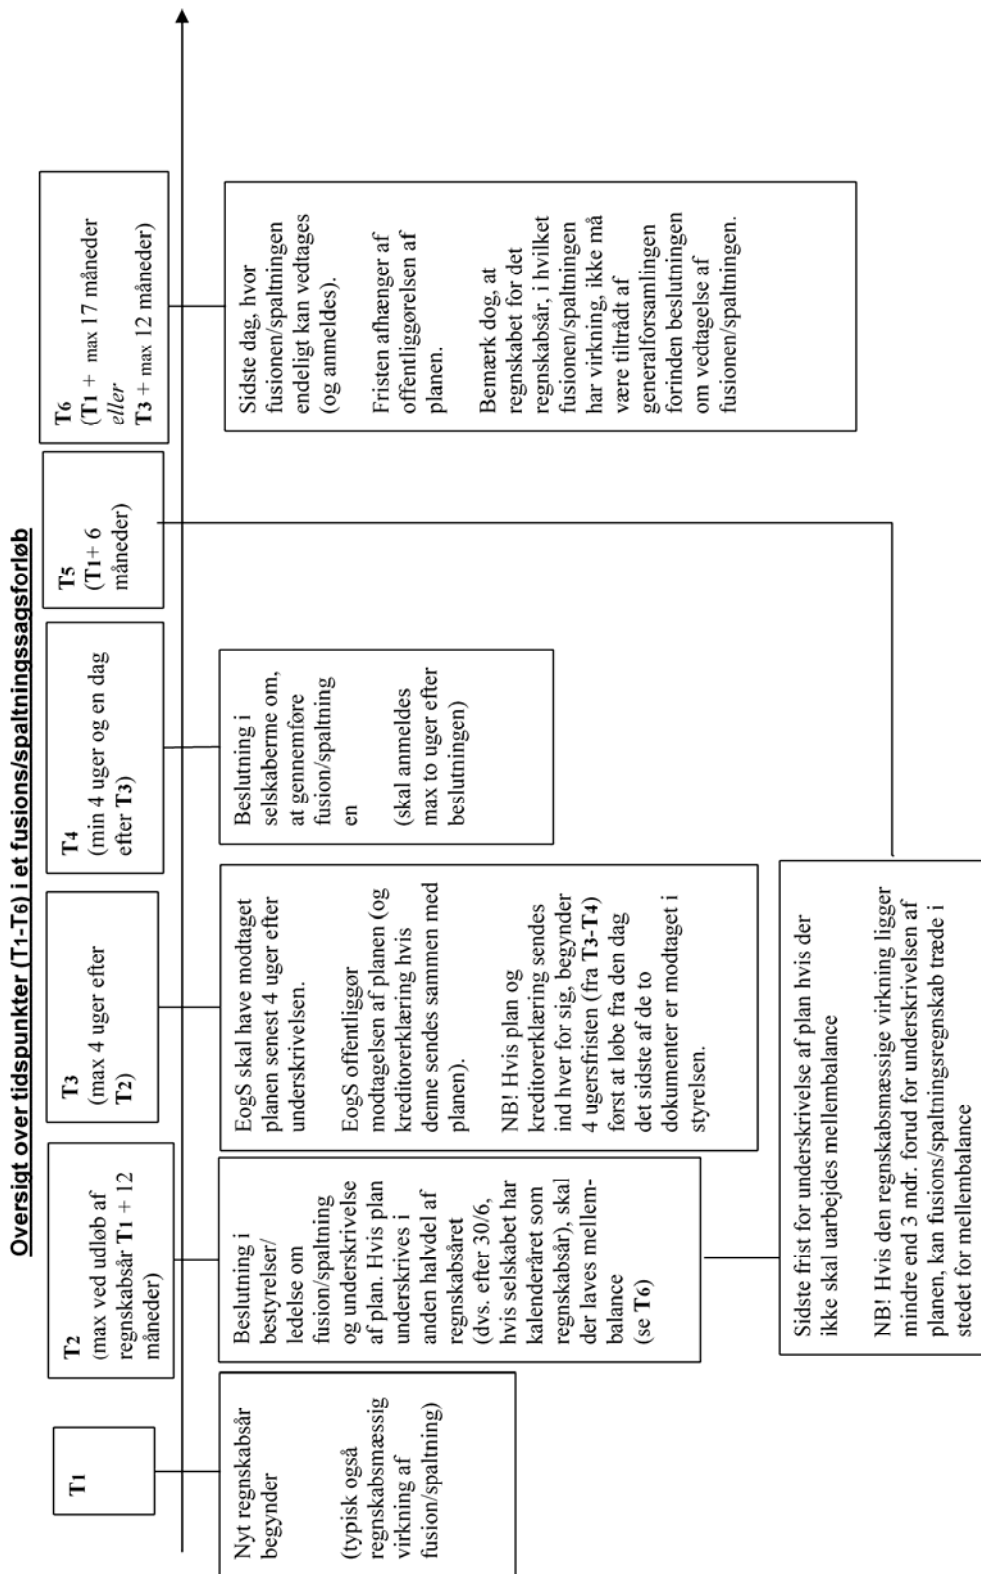 Oversigt over tidspunkter (T1-T6) i et fusions/spaltningssagsforløb
T1
T2
(max ved udløb af
regnskabsår T1 + 12
måneder)
T3
(max 4 uger efter
T2)
T4
(min 4 uger og en dag
efter T3)
T5
(T1+ 6
måneder)
T6
(T1 + max 17 måneder
eller
T3 + max 12 måneder)
Nyt regnskabsår
begynder
(typisk også
regnskabsmæssig
virkning af
fusion/spaltning)
Beslutning i
bestyrelser/
ledelse om
fusion/spaltning
og underskrivelse
af plan. Hvis plan
underskrives i
anden halvdel af
regnskabsåret
(dvs. efter 30/6,
hvis selskabet har
kalenderåret som
regnskabsår), skal
der laves mellem-
balance
(se T6)
EogS skal have modtaget
planen senest 4 uger efter
underskrivelsen.
EogS offentliggør
modtagelsen af planen (og
kreditorerklæring hvis
denne sendes sammen med
planen).
NB! Hvis plan og
kreditorerklæring sendes
ind hver for sig, begynder
4 ugersfristen (fra T3-T4)
først at løbe fra den dag
det sidste af de to
dokumenter er modtaget i
styrelsen.
Beslutning i
selskaberne om,
at gennemføre
fusion/spaltning
en
(skal anmeldes
max to uger efter
beslutningen)
Sidste dag, hvor
fusionen/spaltningen
endeligt kan vedtages
(og anmeldes).
Fristen afhænger af
offentliggørelsen af
planen.
Bemærk dog, at
regnskabet for det
regnskabsår, i hvilket
fusionen/spaltningen
har virkning, ikke må
være tiltrådt af
generalforsamlingen
forinden beslutningen
om vedtagelse af
fusionen/spaltningen.
Sidste frist for underskrivelse af plan hvis der
ikke skal uarbejdes mellembalance
NB! Hvis den regnskabsmæssige virkning ligger
mindre end 3 mdr. forud for underskrivelsen af
planen, kan fusions/spaltningsregnskab træde i
stedet for mellembalance